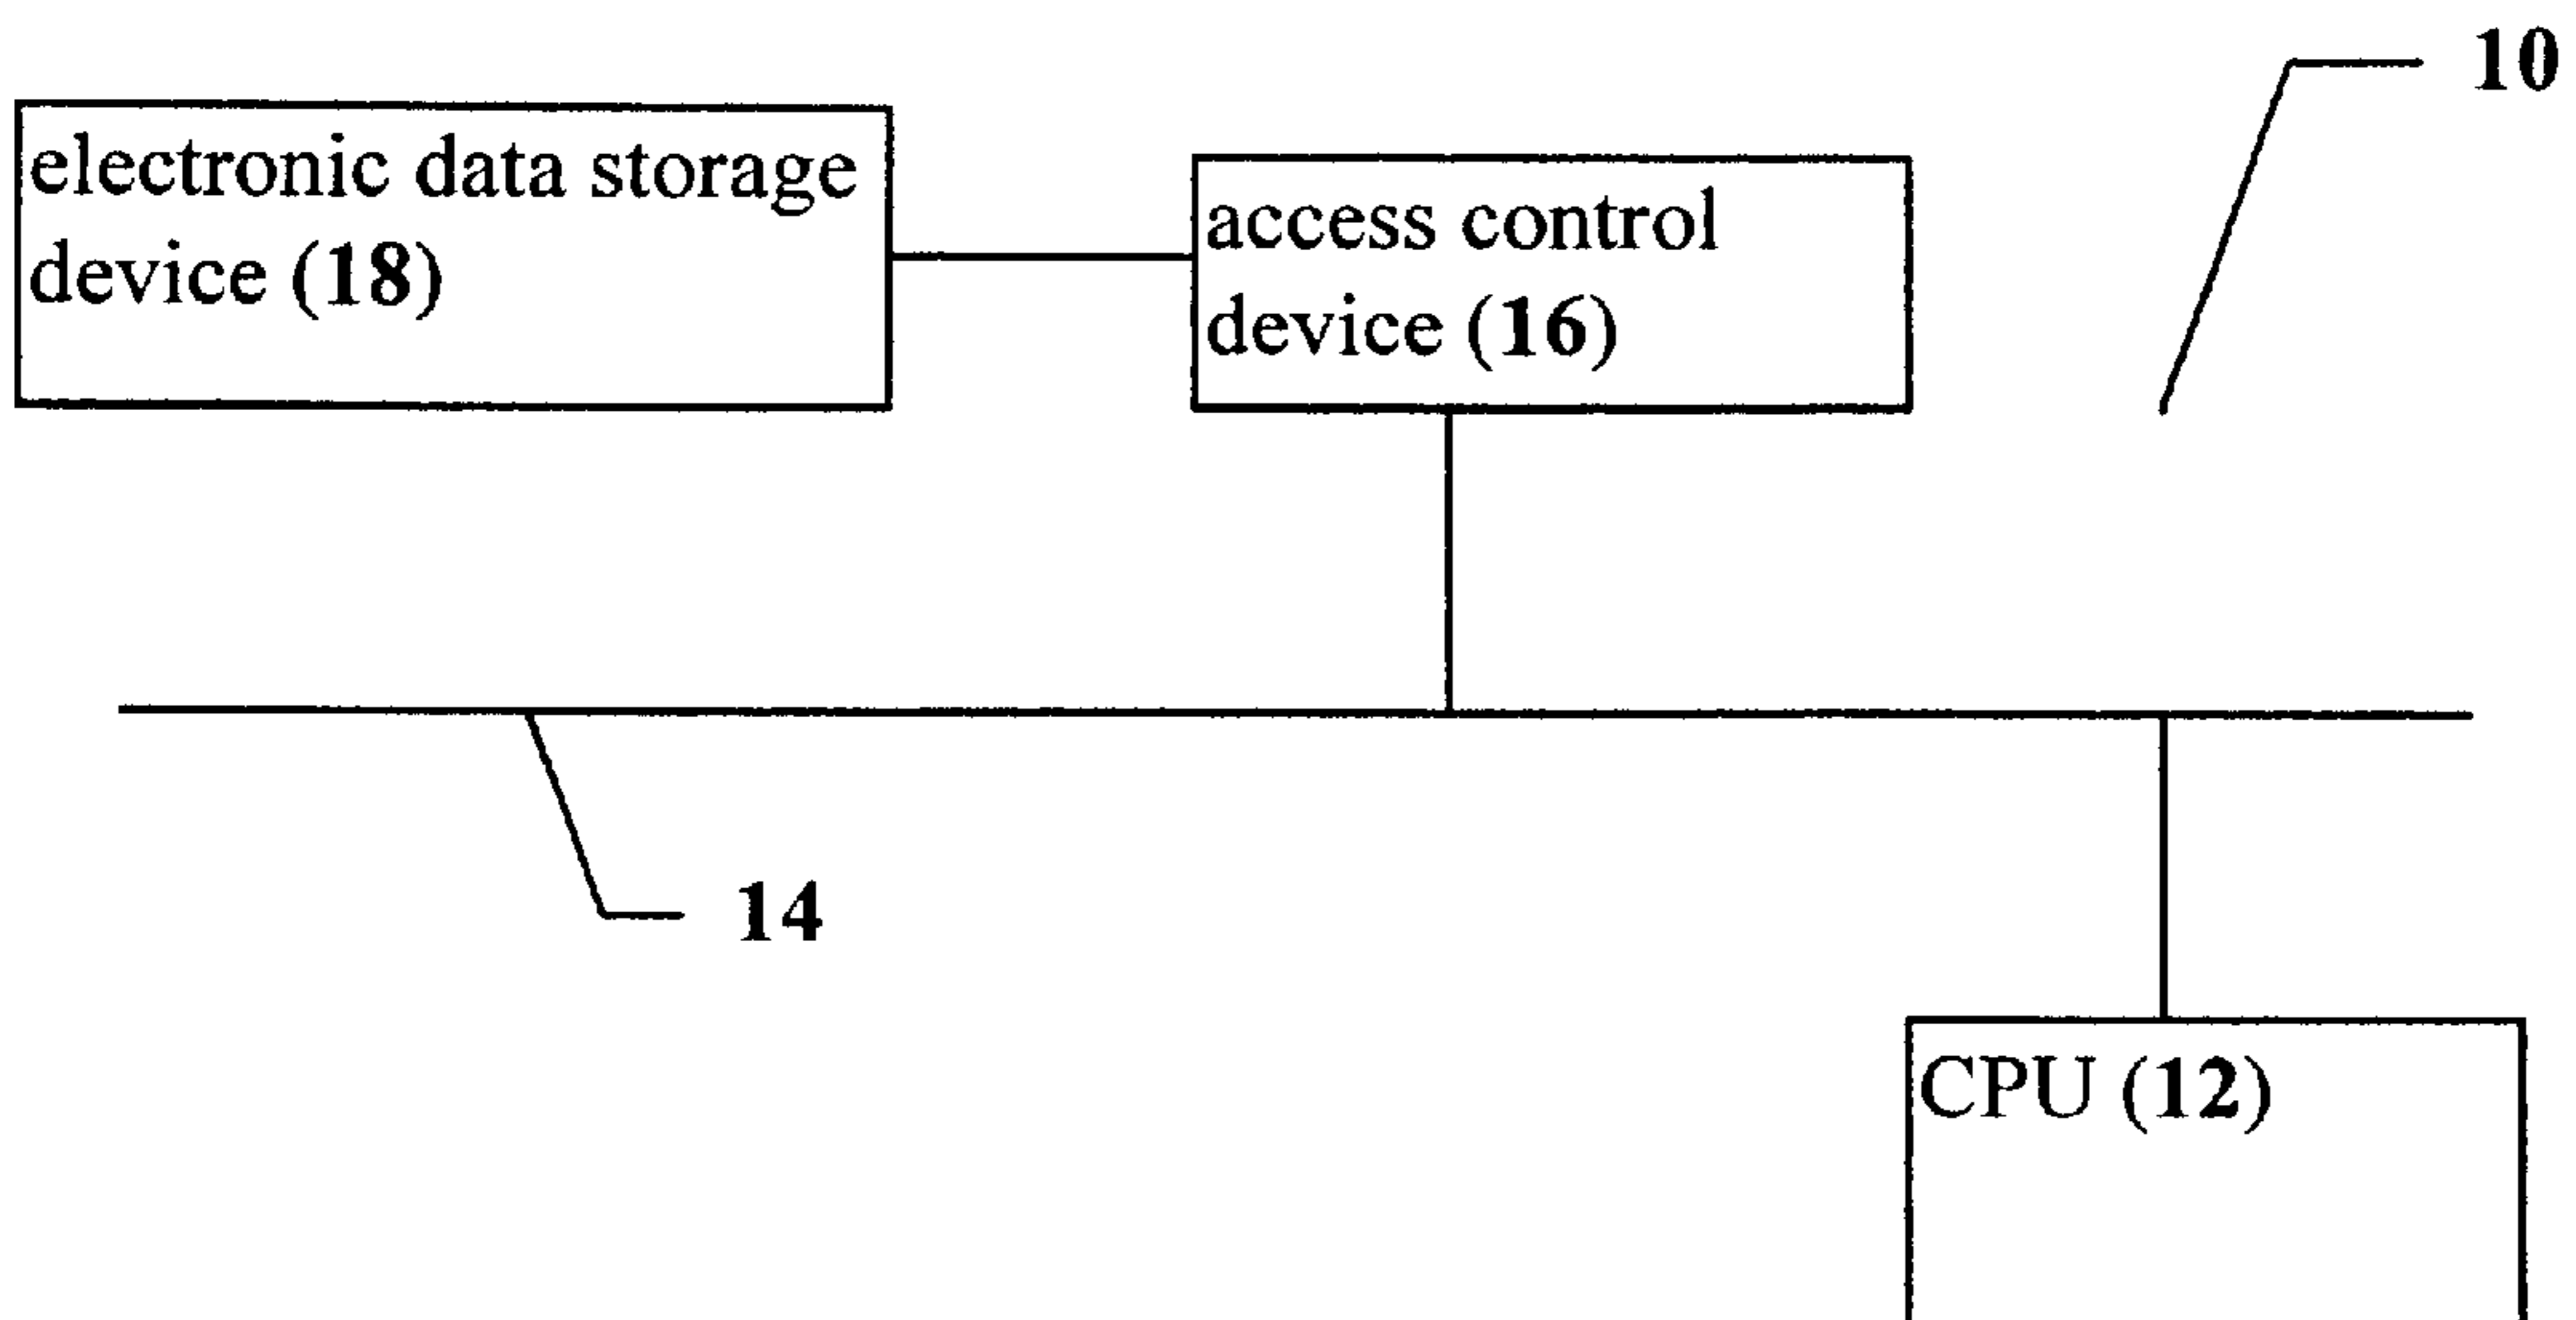 10
electronic data storage
device (18)
access control
device (16)
14
CPU (12)